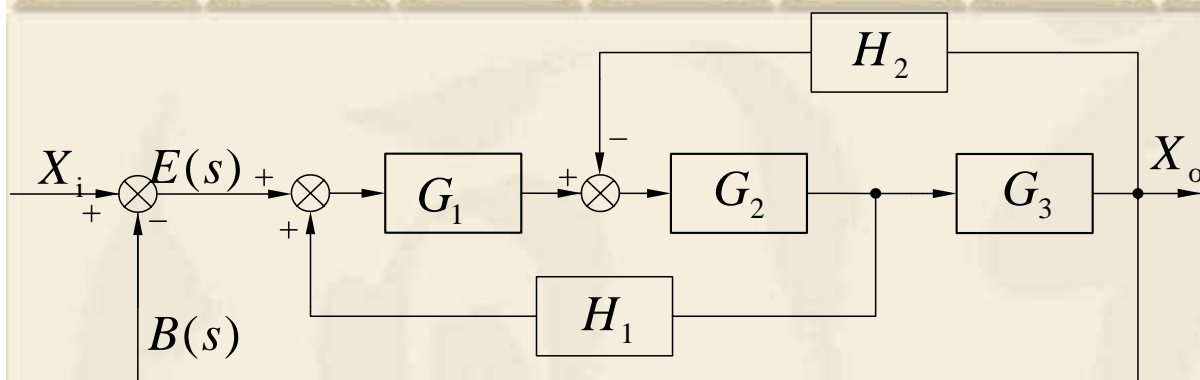 H₂
−
Xᵢ E(s) + + G₁ G₂ G₃ Xₒ
+ − +
H₁
B(s)